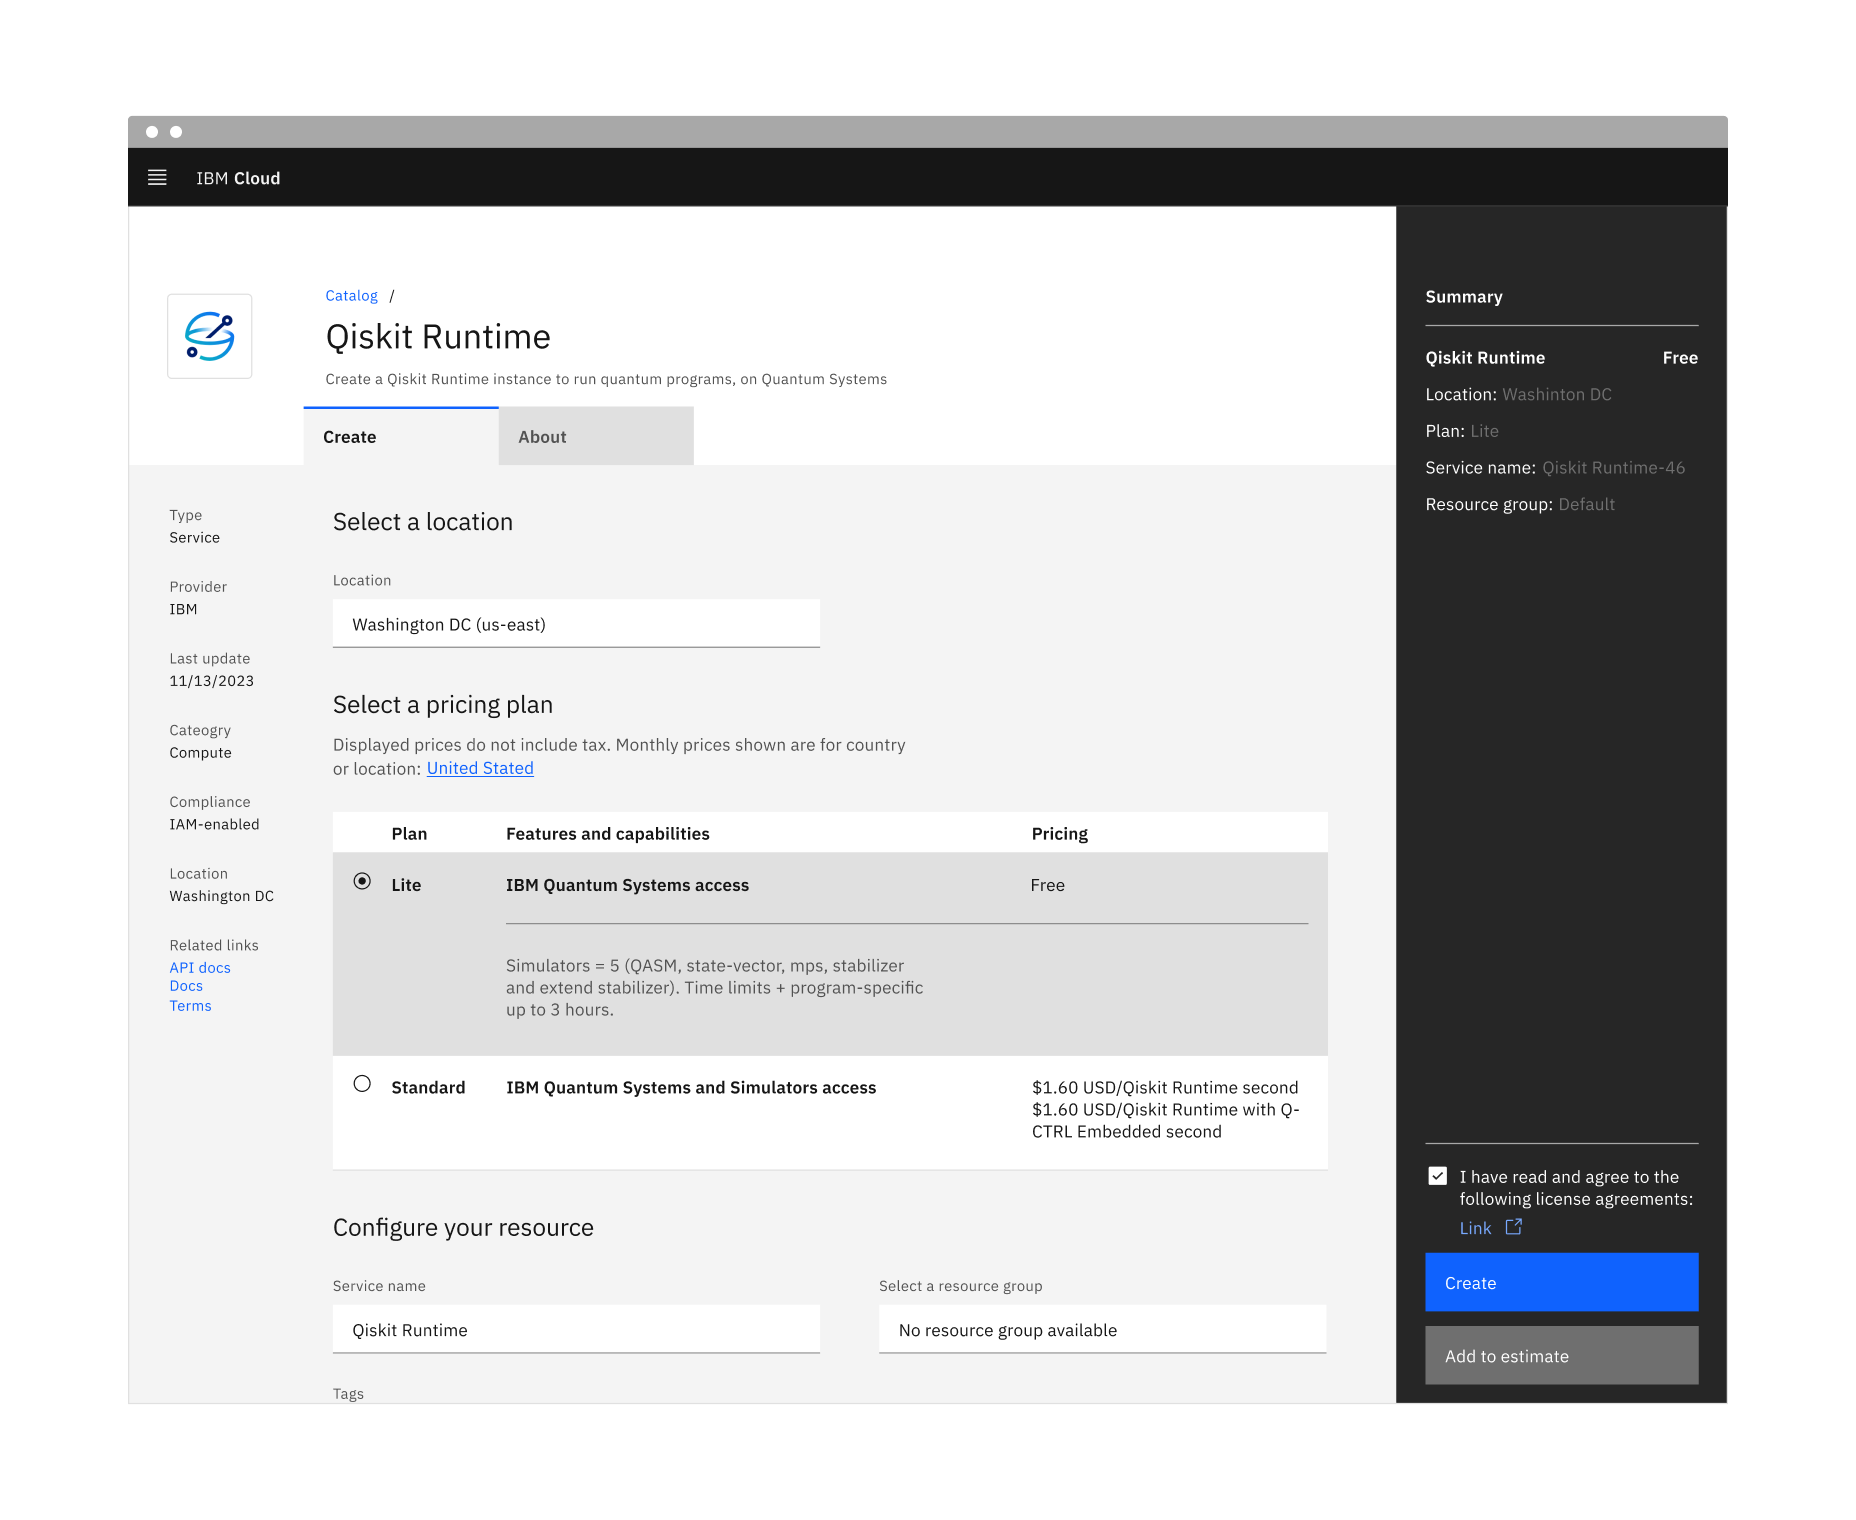 IBM Cloud
Catalog /
Qiskit Runtime
Create a Qiskit Runtime instance to run quantum programs, on Quantum Systems
Create
About
Type
Service
Provider
IBM
Last update
11/13/2023
Cateogry
Compute
Compliance
IAM-enabled
Location
Washington DC
Related links
API docs
Docs
Terms
Select a location
Location
Washington DC (us-east)
Select a pricing plan
Displayed prices do not include tax. Monthly prices shown are for country
or location: United Stated
Plan Features and capabilities Pricing
Lite IBM Quantum Systems access Free
Simulators = 5 (QASM, state-vector, mps, stabilizer
and extend stabilizer). Time limits + program-specific
up to 3 hours.
Standard IBM Quantum Systems and Simulators access $1.60 USD/Qiskit Runtime second
$1.60 USD/Qiskit Runtime with Q-
CTRL Embedded second
Configure your resource
Service name
Qiskit Runtime
Select a resource group
No resource group available
Tags
Summary
Qiskit Runtime Free
Location: Washinton DC
Plan: Lite
Service name: Qiskit Runtime-46
Resource group: Default
I have read and agree to the
following license agreements:
Link
Create
Add to estimate